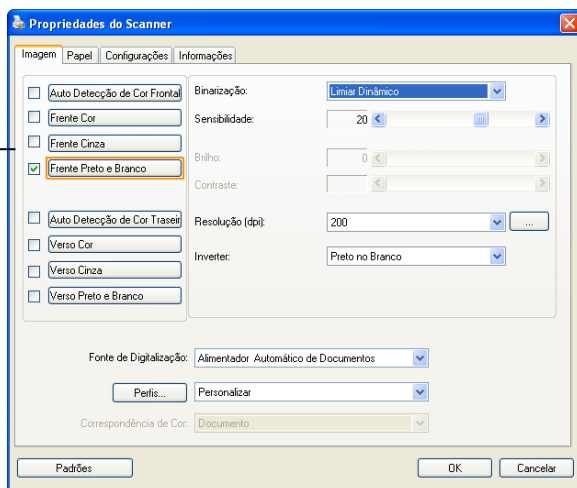 Propriedades do Scanner
Imagem Papel Configurações Informações
Auto Detecção de Cor Frontal
Frente Cor
Frente Cinza
Frente Preto e Branco
Auto Detecção de Cor Traseir
Verso Cor
Verso Cinza
Verso Preto e Branco
Binarização: Limiar Dinâmico
Sensibilidade: 20
Brilho: 0
Contraste:
Resolução (dpi): 200 ...
Inverter: Preto no Branco
Fonte de Digitalização: Alimentador Automático de Documentos
Perfis... Personalizar
Correspondência de Cor: Documento
Padrões OK Cancelar